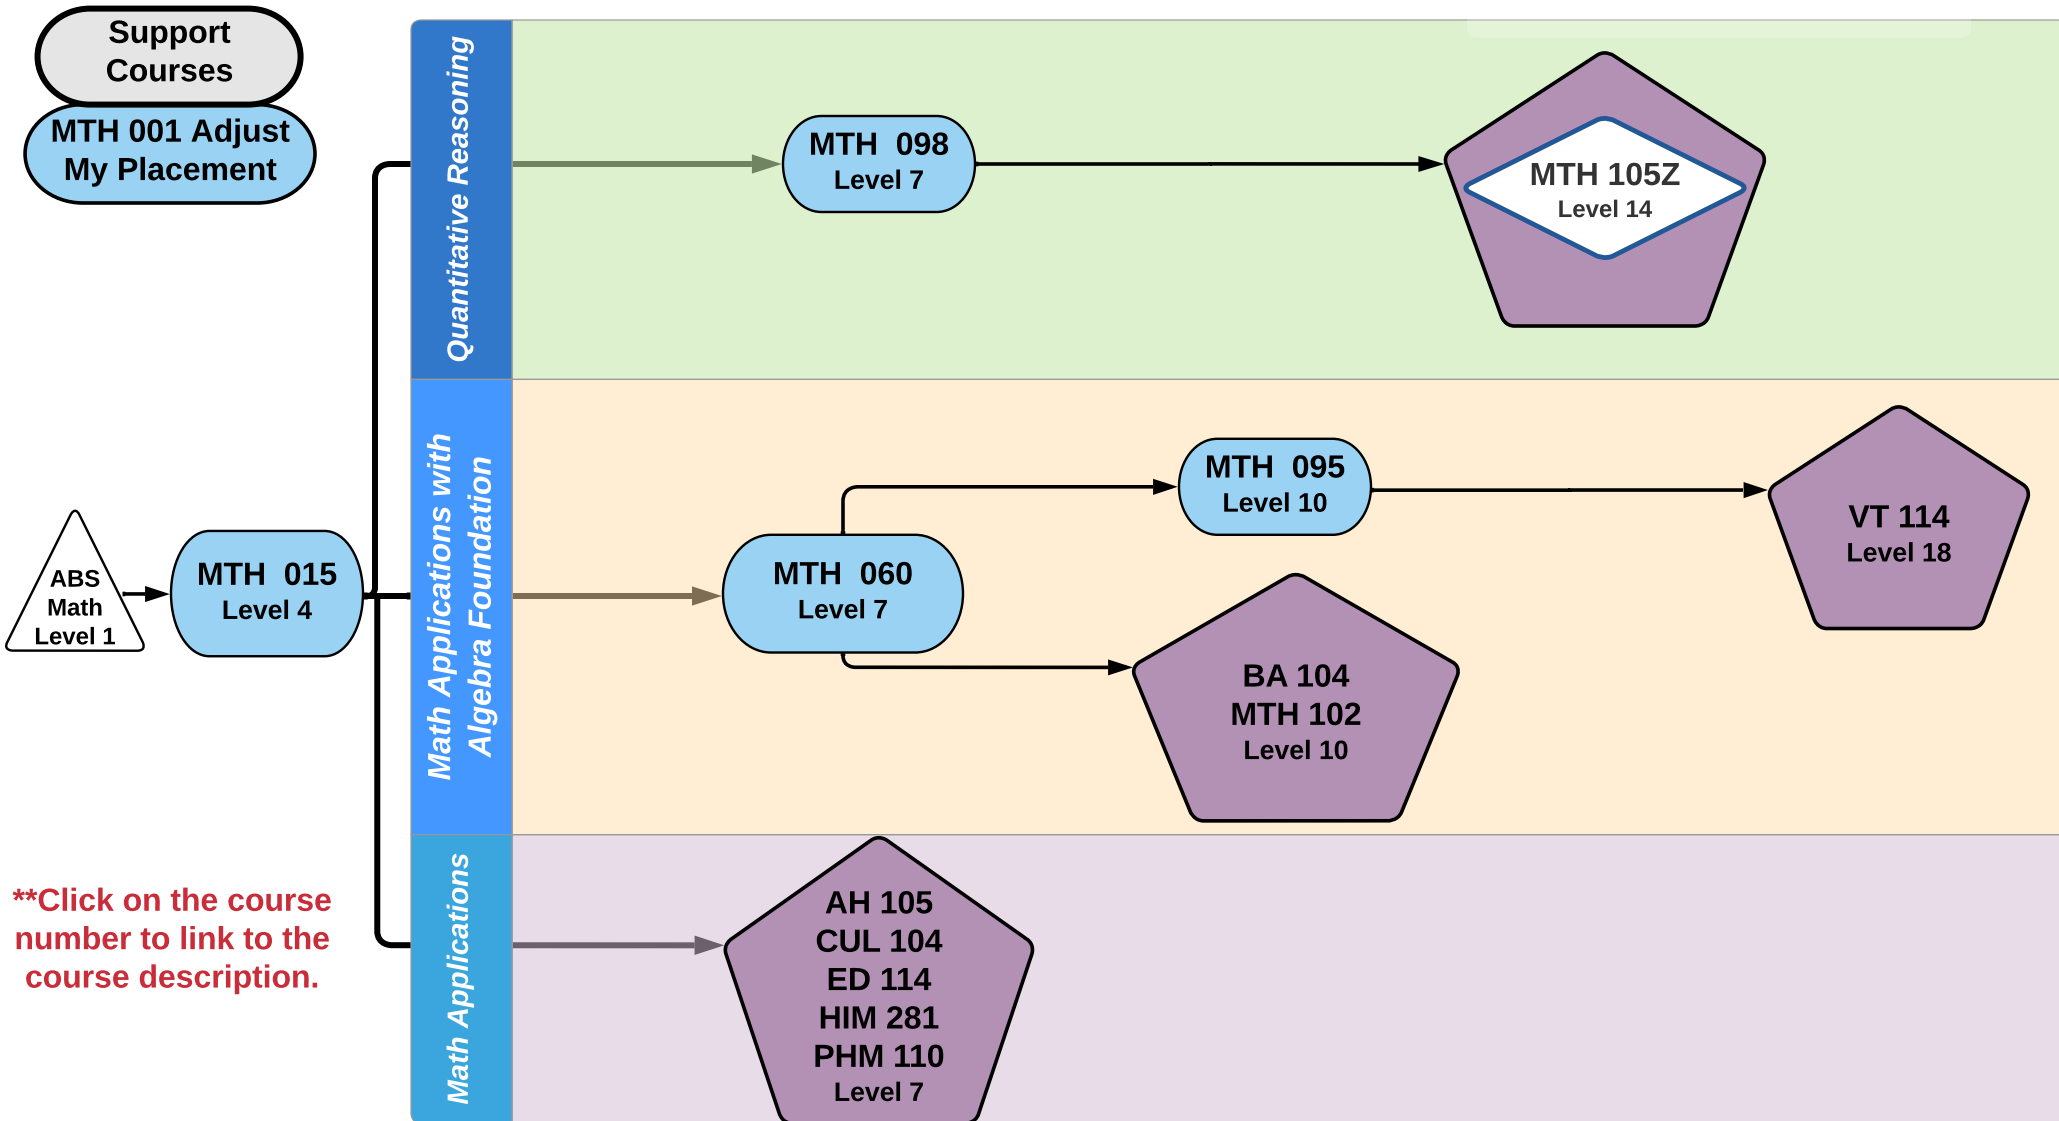 Support
Courses
MTH 001 Adjust
My Placement
Quantitative Reasoning
MTH  098
Level 7
MTH 105Z
Level 14
ABS
Math
Level 1
MTH  015
Level 4
Math Applications with
Algebra Foundation
MTH  060
Level 7
MTH  095
Level 10
VT 114
Level 18
BA 104
MTH 102
Level 10
**Click on the course
number to link to the
course description.
Math Applications
AH 105
CUL 104
ED 114
HIM 281
PHM 110
Level 7